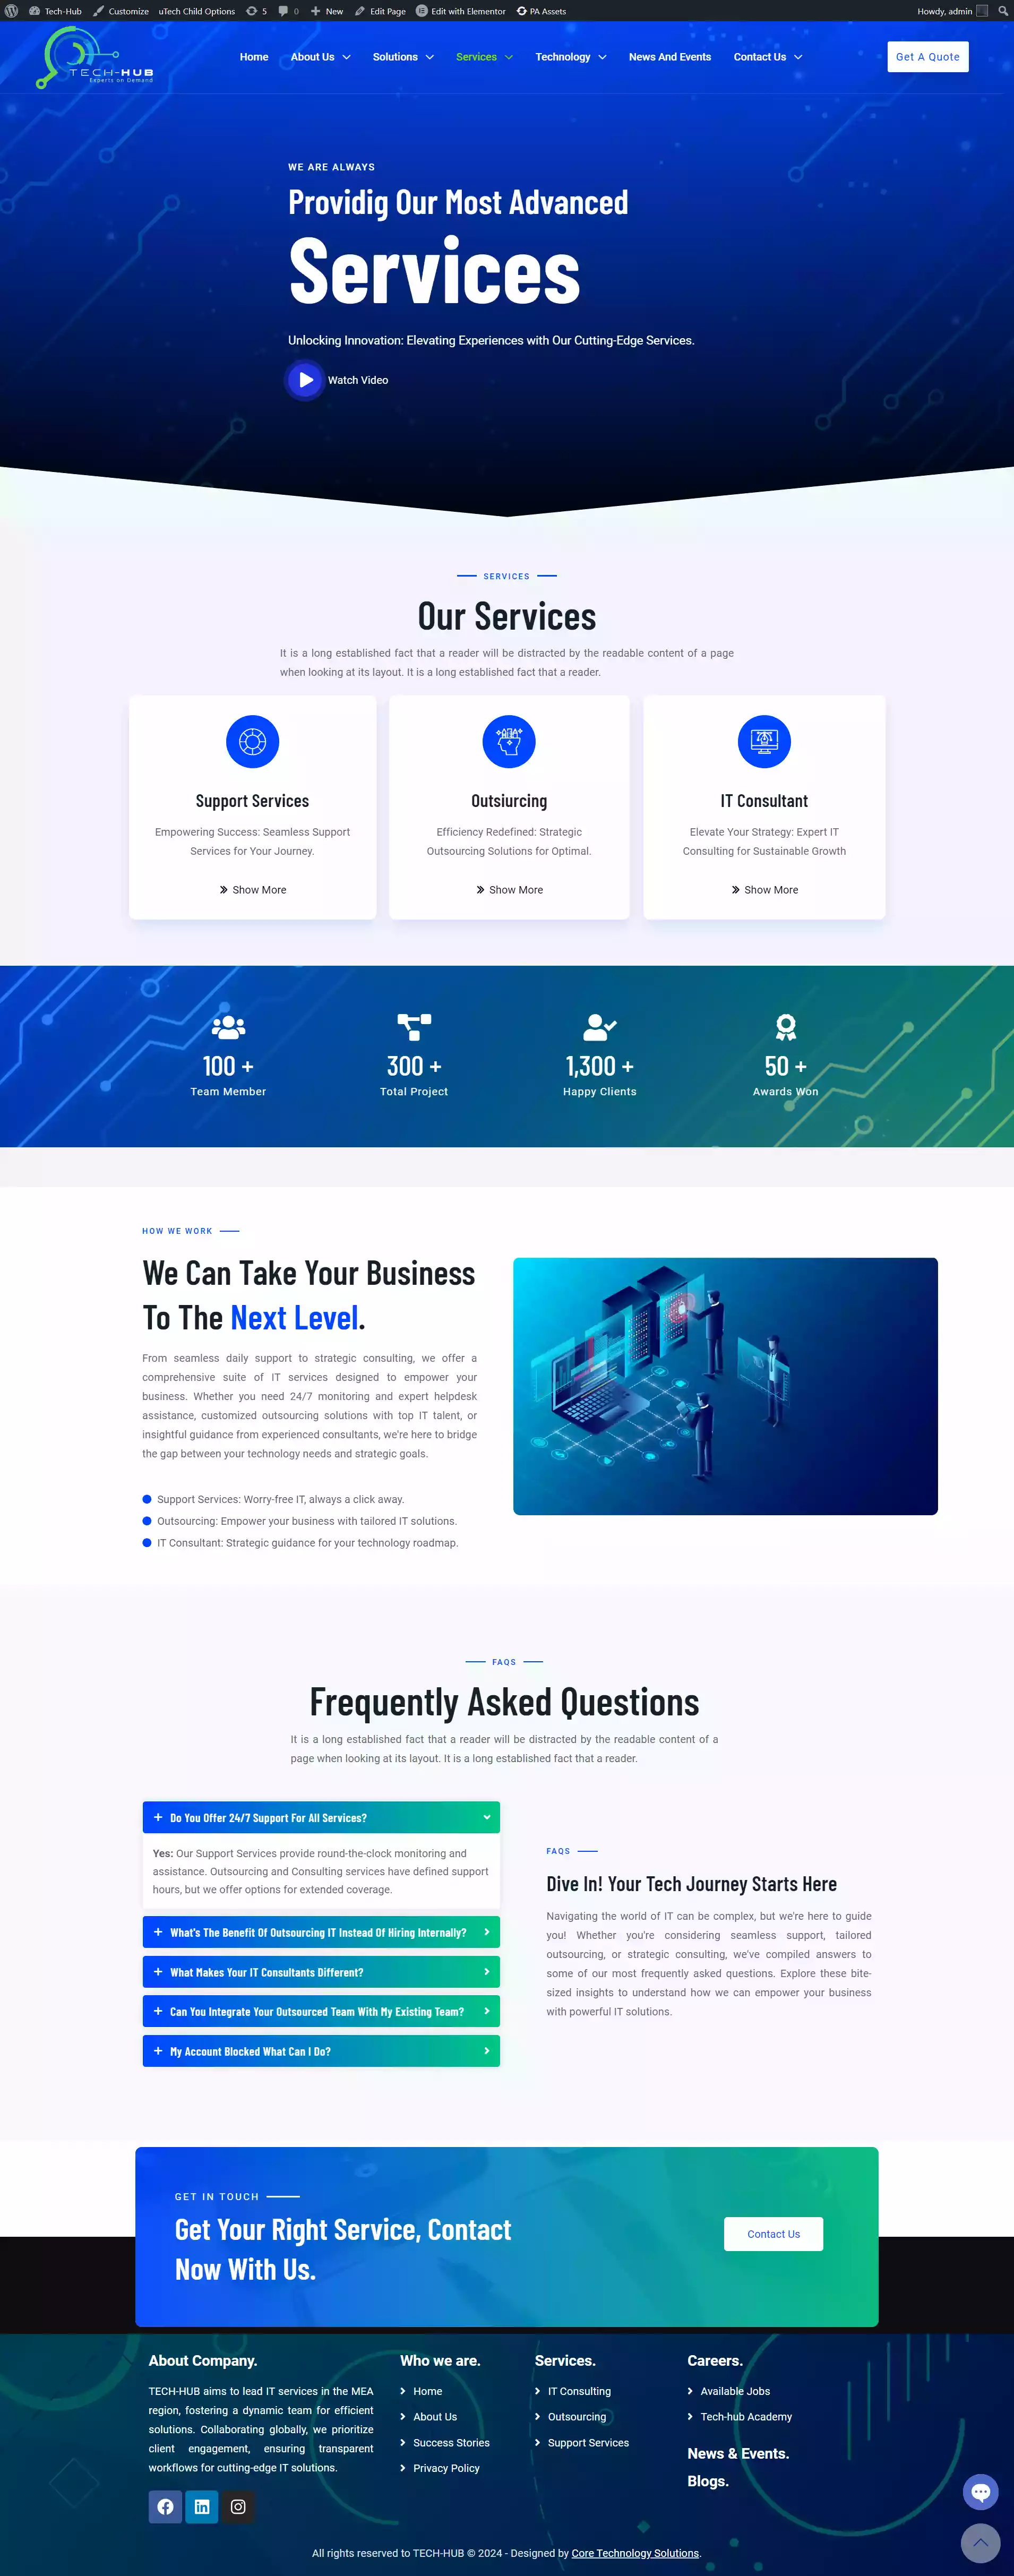 Tech-Hub Customize uTech Child Options 5 0 New Edit Page Edit with Elementor PA Assets Howdy, admin
TECH-HUB
Experts on Demand
Home About Us Solutions Services Technology News And Events Contact Us Get A Quote
WE ARE ALWAYS
Providig Our Most Advanced
Services
Unlocking Innovation: Elevating Experiences with Our Cutting-Edge Services.
Watch Video
SERVICES
Our Services
It is a long established fact that a reader will be distracted by the readable content of a page
when looking at its layout. It is a long established fact that a reader.
Support Services
Empowering Success: Seamless Support
Services for Your Journey.
Show More
Outsiurcing
Efficiency Redefined: Strategic
Outsourcing Solutions for Optimal.
Show More
IT Consultant
Elevate Your Strategy: Expert IT
Consulting for Sustainable Growth
Show More
100 +
Team Member
300 +
Total Project
1,300 +
Happy Clients
50 +
Awards Won
HOW WE WORK
We Can Take Your Business
To The Next Level.
From seamless daily support to strategic consulting, we offer a
comprehensive suite of IT services designed to empower your
business. Whether you need 24/7 monitoring and expert helpdesk
assistance, customized outsourcing solutions with top IT talent, or
insightful guidance from experienced consultants, we're here to bridge
the gap between your technology needs and strategic goals.
Support Services: Worry-free IT, always a click away.
Outsourcing: Empower your business with tailored IT solutions.
IT Consultant: Strategic guidance for your technology roadmap.
FAQS
Frequently Asked Questions
It is a long established fact that a reader will be distracted by the readable content of a
page when looking at its layout. It is a long established fact that a reader.
Do You Offer 24/7 Support For All Services?
Yes: Our Support Services provide round-the-clock monitoring and
assistance. Outsourcing and Consulting services have defined support
hours, but we offer options for extended coverage.
What's The Benefit Of Outsourcing IT Instead Of Hiring Internally?
What Makes Your IT Consultants Different?
Can You Integrate Your Outsourced Team With My Existing Team?
My Account Blocked What Can I Do?
FAQS
Dive In! Your Tech Journey Starts Here
Navigating the world of IT can be complex, but we're here to guide
you! Whether you're considering seamless support, tailored
outsourcing, or strategic consulting, we've compiled answers to
some of our most frequently asked questions. Explore these bite-
sized insights to understand how we can empower your business
with powerful IT solutions.
GET IN TOUCH
Get Your Right Service, Contact
Now With Us.
Contact Us
About Company.
TECH-HUB aims to lead IT services in the MEA
region, fostering a dynamic team for efficient
solutions. Collaborating globally, we prioritize
client engagement, ensuring transparent
workflows for cutting-edge IT solutions.
Who we are.
Home
About Us
Success Stories
Privacy Policy
Services.
IT Consulting
Outsourcing
Support Services
Careers.
Available Jobs
Tech-hub Academy
News & Events.
Blogs.
All rights reserved to TECH-HUB © 2024 - Designed by Core Technology Solutions.